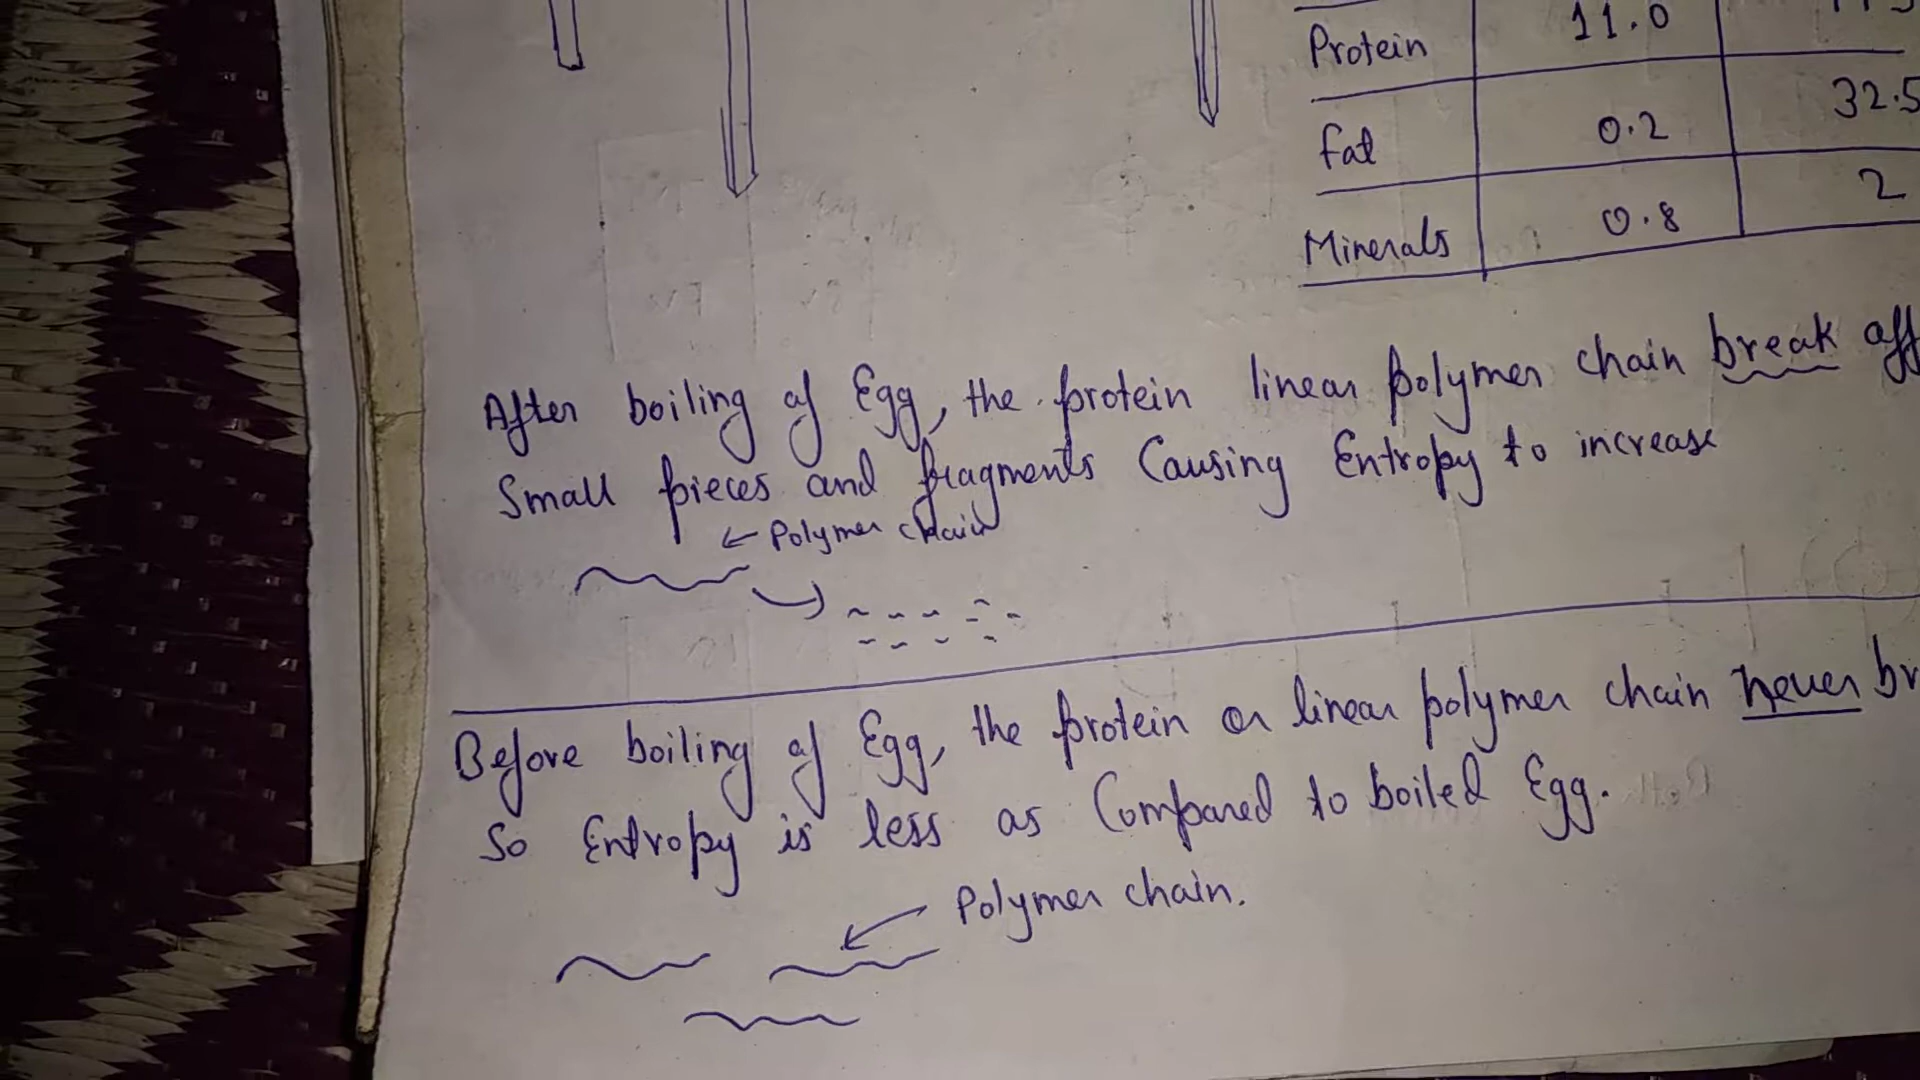 Protein 11.0
Fat 0.2 32.5
Minerals 0.8 2
After boiling of Egg, the protein linear polymer chain break
Small pieces and fragments Causing Entropy to increase
← Polymer chain
Before boiling of Egg, the protein or linear polymer chain never
So Entropy is less as Compared to boiled Egg.
Polymer chain.